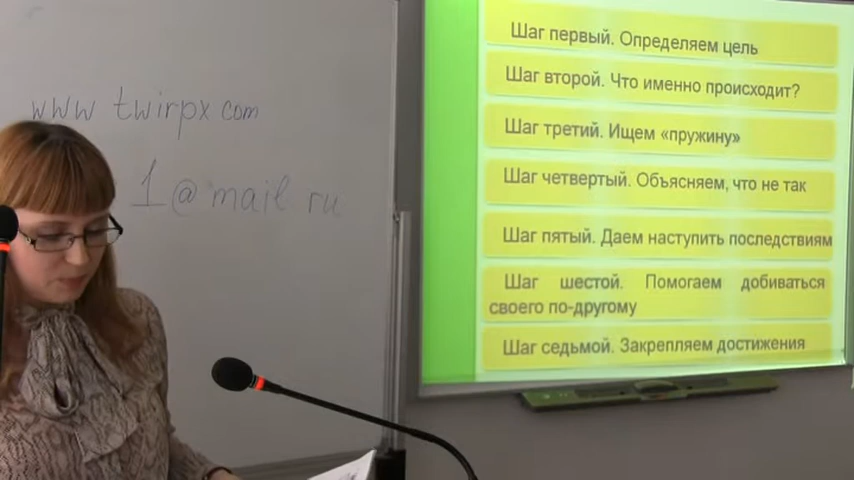 www twirpx com
1@mail ru
Шаг первый. Определяем цель
Шаг второй. Что именно происходит?
Шаг третий. Ищем «пружину»
Шаг четвертый. Объясняем, что не так
Шаг пятый. Даем наступить последствиям
Шаг шестой. Помогаем добиваться
своего по-другому
Шаг седьмой. Закрепляем достижения